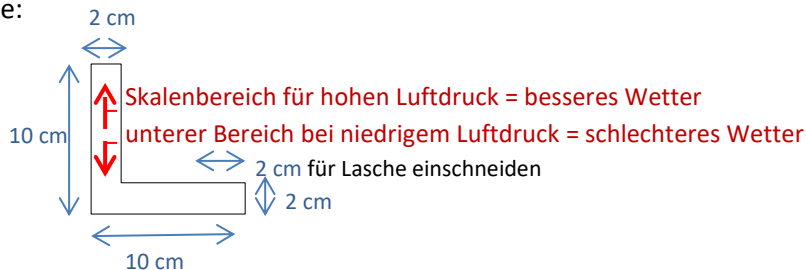 e:
2 cm
Skalenbereich für hohen Luftdruck = besseres Wetter
10 cm
unterer Bereich bei niedrigem Luftdruck = schlechteres Wetter
2 cm für Lasche einschneiden
2 cm
10 cm